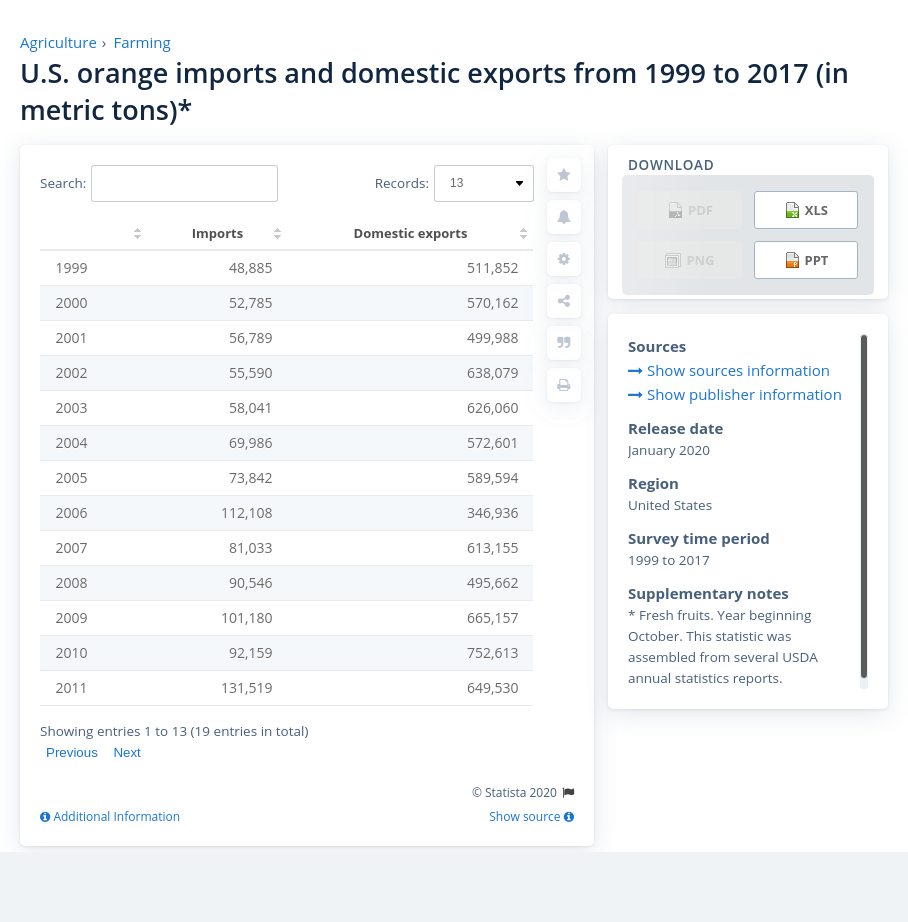 Agriculture › Farming
U.S. orange imports and domestic exports from 1999 to 2017 (in
metric tons)*
Search:
Records: 13
Imports Domestic exports
1999 48,885 511,852
2000 52,785 570,162
2001 56,789 499,988
2002 55,590 638,079
2003 58,041 626,060
2004 69,986 572,601
2005 73,842 589,594
2006 112,108 346,936
2007 81,033 613,155
2008 90,546 495,662
2009 101,180 665,157
2010 92,159 752,613
2011 131,519 649,530
Showing entries 1 to 13 (19 entries in total)
Previous Next
© Statista 2020
Additional Information
Show source
DOWNLOAD
PDF XLS
PNG PPT
Sources
Show sources information
Show publisher information
Release date
January 2020
Region
United States
Survey time period
1999 to 2017
Supplementary notes
* Fresh fruits. Year beginning
October. This statistic was
assembled from several USDA
annual statistics reports.